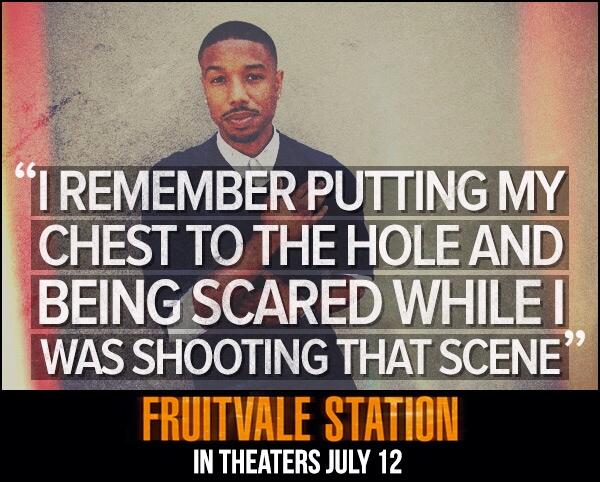 “I REMEMBER PUTTING MY
CHEST TO THE HOLE AND
BEING SCARED WHILE I
WAS SHOOTING THAT SCENE”
FRUITVALE STATION
IN THEATERS JULY 12